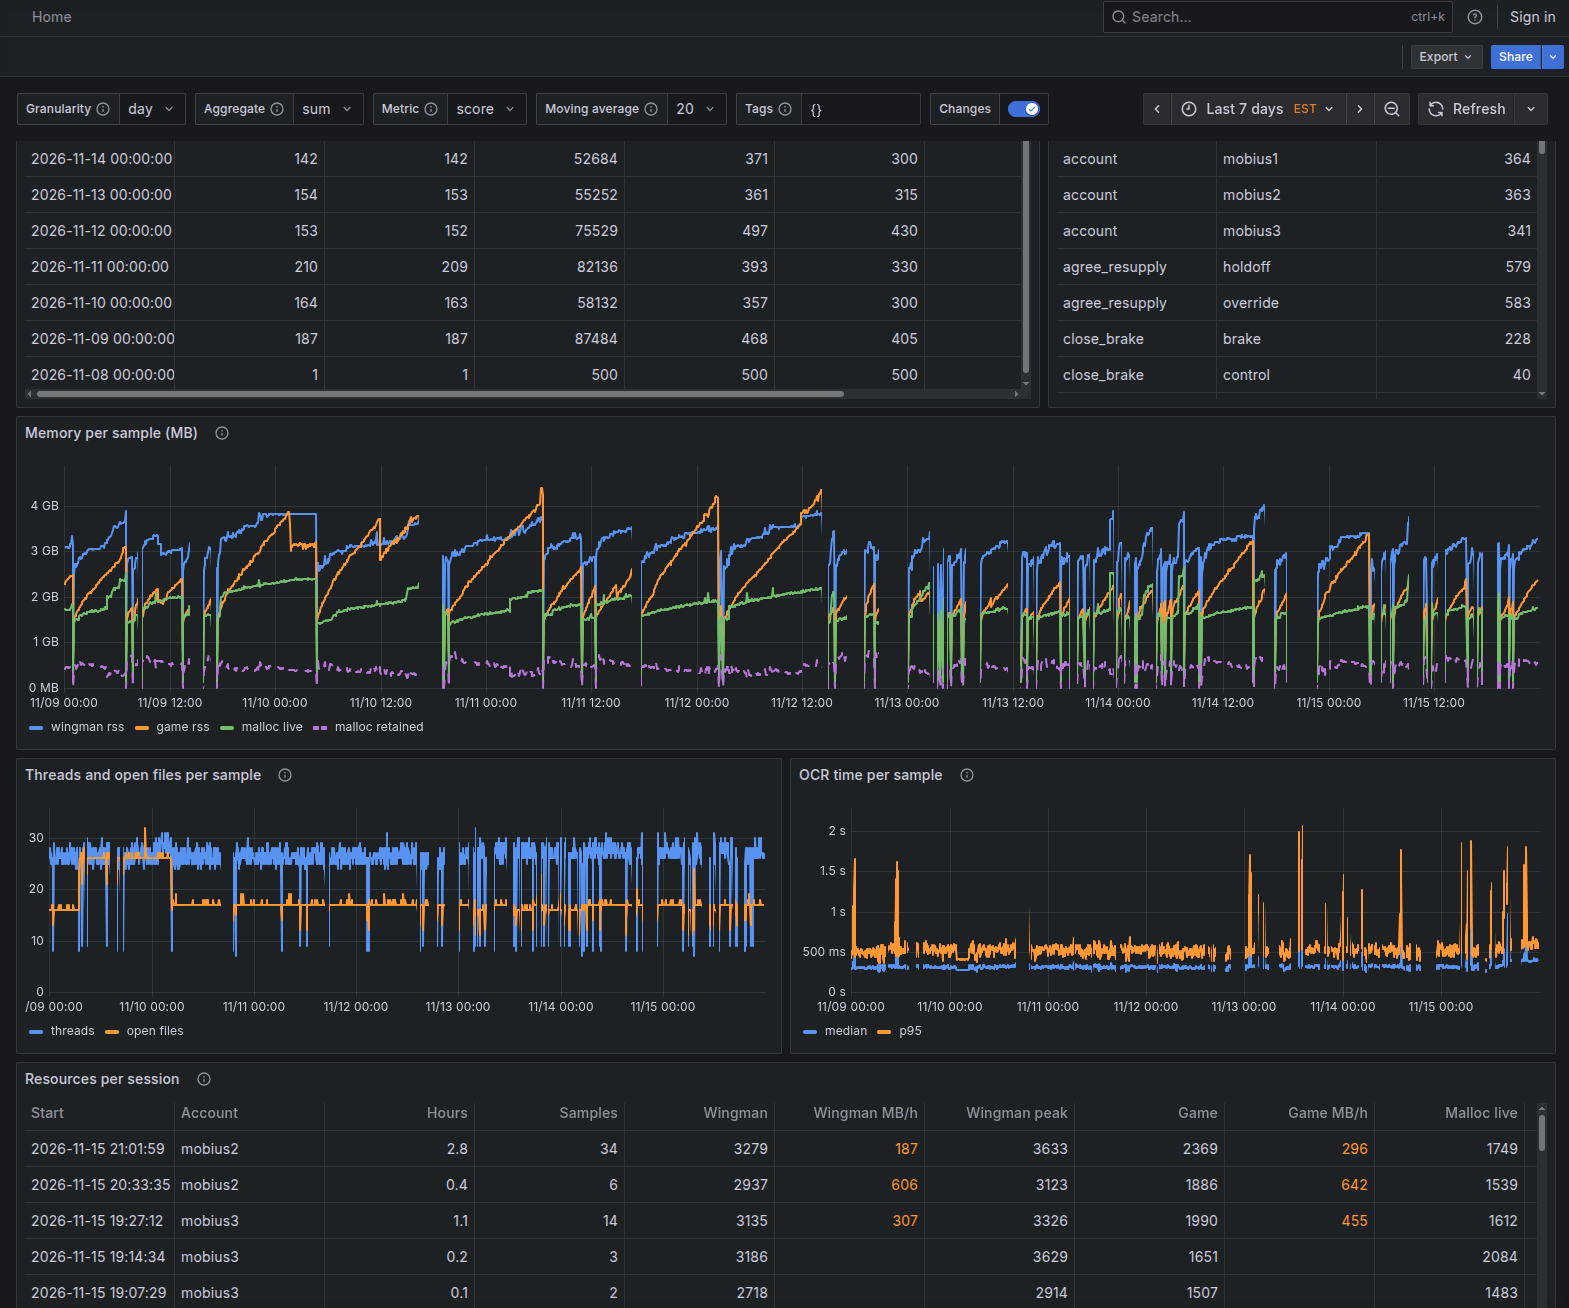 Home
Search...
ctrl+k
Sign in
Export
Share
Granularity day
Aggregate sum
Metric score
Moving average 20
Tags {}
Changes
Last 7 days EST
Refresh
2026-11-14 00:00:00 142 142 52684 371 300
2026-11-13 00:00:00 154 153 55252 361 315
2026-11-12 00:00:00 153 152 75529 497 430
2026-11-11 00:00:00 210 209 82136 393 330
2026-11-10 00:00:00 164 163 58132 357 300
2026-11-09 00:00:00 187 187 87484 468 405
2026-11-08 00:00:00 1 1 500 500 500
account mobius1 364
account mobius2 363
account mobius3 341
agree_resupply holdoff 579
agree_resupply override 583
close_brake brake 228
close_brake control 40
Memory per sample (MB)
4 GB
3 GB
2 GB
1 GB
0 MB
11/09 00:00 11/09 12:00 11/10 00:00 11/10 12:00 11/11 00:00 11/11 12:00 11/12 00:00 11/12 12:00 11/13 00:00 11/13 12:00 11/14 00:00 11/14 12:00 11/15 00:00 11/15 12:00
wingman rss game rss malloc live malloc retained
Threads and open files per sample
30
20
10
0
/09 00:00 11/10 00:00 11/11 00:00 11/12 00:00 11/13 00:00 11/14 00:00 11/15 00:00
threads open files
OCR time per sample
2 s
1.5 s
1 s
500 ms
0 s
11/09 00:00 11/10 00:00 11/11 00:00 11/12 00:00 11/13 00:00 11/14 00:00 11/15 00:00
median p95
Resources per session
Start Account Hours Samples Wingman Wingman MB/h Wingman peak Game Game MB/h Malloc live
2026-11-15 21:01:59 mobius2 2.8 34 3279 187 3633 2369 296 1749
2026-11-15 20:33:35 mobius2 0.4 6 2937 606 3123 1886 642 1539
2026-11-15 19:27:12 mobius3 1.1 14 3135 307 3326 1990 455 1612
2026-11-15 19:14:34 mobius3 0.2 3 3186 3629 1651 2084
2026-11-15 19:07:29 mobius3 0.1 2 2718 2914 1507 1483